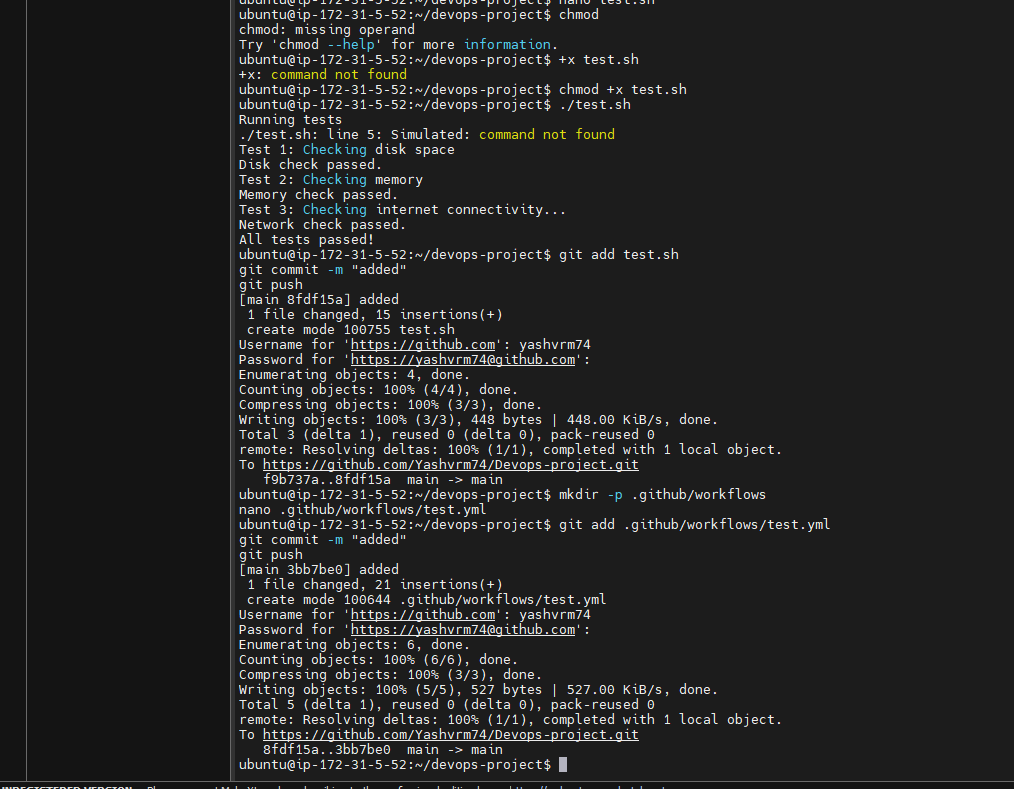 ubuntu@ip-172-31-5-52:~/devops-project$ nano test.sh
ubuntu@ip-172-31-5-52:~/devops-project$ chmod
chmod: missing operand
Try 'chmod --help' for more information.
ubuntu@ip-172-31-5-52:~/devops-project$ +x test.sh
+x: command not found
ubuntu@ip-172-31-5-52:~/devops-project$ chmod +x test.sh
ubuntu@ip-172-31-5-52:~/devops-project$ ./test.sh
Running tests
./test.sh: line 5: Simulated: command not found
Test 1: Checking disk space
Disk check passed.
Test 2: Checking memory
Memory check passed.
Test 3: Checking internet connectivity...
Network check passed.
All tests passed!
ubuntu@ip-172-31-5-52:~/devops-project$ git add test.sh
git commit -m "added"
git push
[main 8fdf15a] added
 1 file changed, 15 insertions(+)
 create mode 100755 test.sh
Username for 'https://github.com': yashvrm74
Password for 'https://yashvrm74@github.com':
Enumerating objects: 4, done.
Counting objects: 100% (4/4), done.
Compressing objects: 100% (3/3), done.
Writing objects: 100% (3/3), 448 bytes | 448.00 KiB/s, done.
Total 3 (delta 1), reused 0 (delta 0), pack-reused 0
remote: Resolving deltas: 100% (1/1), completed with 1 local object.
To https://github.com/Yashvrm74/Devops-project.git
   f9b737a..8fdf15a  main -> main
ubuntu@ip-172-31-5-52:~/devops-project$ mkdir -p .github/workflows
nano .github/workflows/test.yml
ubuntu@ip-172-31-5-52:~/devops-project$ git add .github/workflows/test.yml
git commit -m "added"
git push
[main 3bb7be0] added
 1 file changed, 21 insertions(+)
 create mode 100644 .github/workflows/test.yml
Username for 'https://github.com': yashvrm74
Password for 'https://yashvrm74@github.com':
Enumerating objects: 6, done.
Counting objects: 100% (6/6), done.
Compressing objects: 100% (3/3), done.
Writing objects: 100% (5/5), 527 bytes | 527.00 KiB/s, done.
Total 5 (delta 1), reused 0 (delta 0), pack-reused 0
remote: Resolving deltas: 100% (1/1), completed with 1 local object.
To https://github.com/Yashvrm74/Devops-project.git
   8fdf15a..3bb7be0  main -> main
ubuntu@ip-172-31-5-52:~/devops-project$
UNREGISTERED VERSION